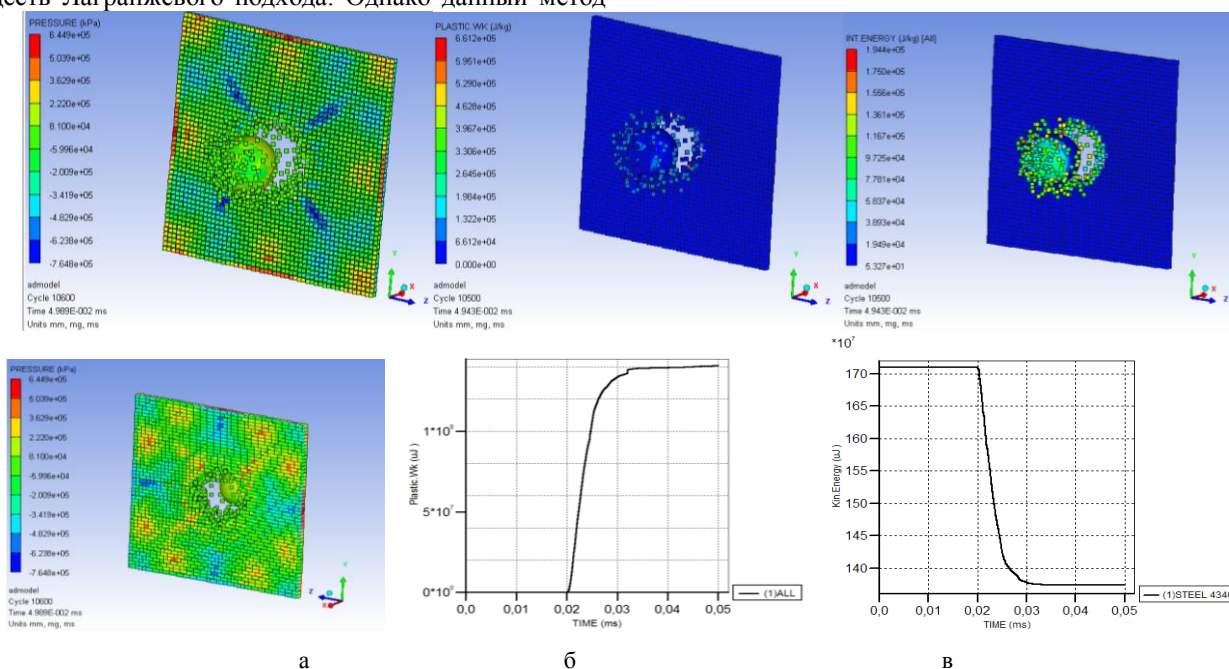 Лагранжевого подхода. Однако данный метод
PRESSURE (kPa)
6.449e+05
5.039e+05
3.629e+05
2.220e+05
8.100e+04
-5.996e+04
-2.009e+05
-3.419e+05
-4.829e+05
-6.238e+05
-7.648e+05
admodel
Cycle 10600
Time 4.989E-002 ms
Units mm, mg, ms
Y
X
Z
PLASTIC.WK (J/kg)
6.612e+05
5.951e+05
5.290e+05
4.628e+05
3.967e+05
3.306e+05
2.645e+05
1.984e+05
1.322e+05
6.612e+04
0.000e+00
admodel
Cycle 10500
Time 4.943E-002 ms
Units mm, mg, ms
Y
X
Z
INT.ENERGY (J/kg) [All]
1.944e+05
1.750e+05
1.556e+05
1.361e+05
1.167e+05
9.725e+04
7.781e+04
5.837e+04
3.893e+04
1.949e+04
5.327e+01
admodel
Cycle 10500
Time 4.943E-002 ms
Units mm, mg, ms
Y
X
Z
PRESSURE (kPa)
6.449e+05
5.039e+05
3.629e+05
2.220e+05
8.100e+04
-5.996e+04
-2.009e+05
-3.419e+05
-4.829e+05
-6.238e+05
-7.648e+05
admodel
Cycle 10600
Time 4.989E-002 ms
Units mm, mg, ms
Y
Z
X
Plastic.Wk (uJ)
1*10⁸
5*10⁷
0*10⁰
0,0 0,01 0,02 0,03 0,04 0,05
TIME (ms)
(1)ALL
*10⁷
Kin.Energy (uJ)
170
165
160
155
150
145
140
0,0 0,01 0,02 0,03 0,04 0,05
TIME (ms)
(1)STEEL 4340
а б в